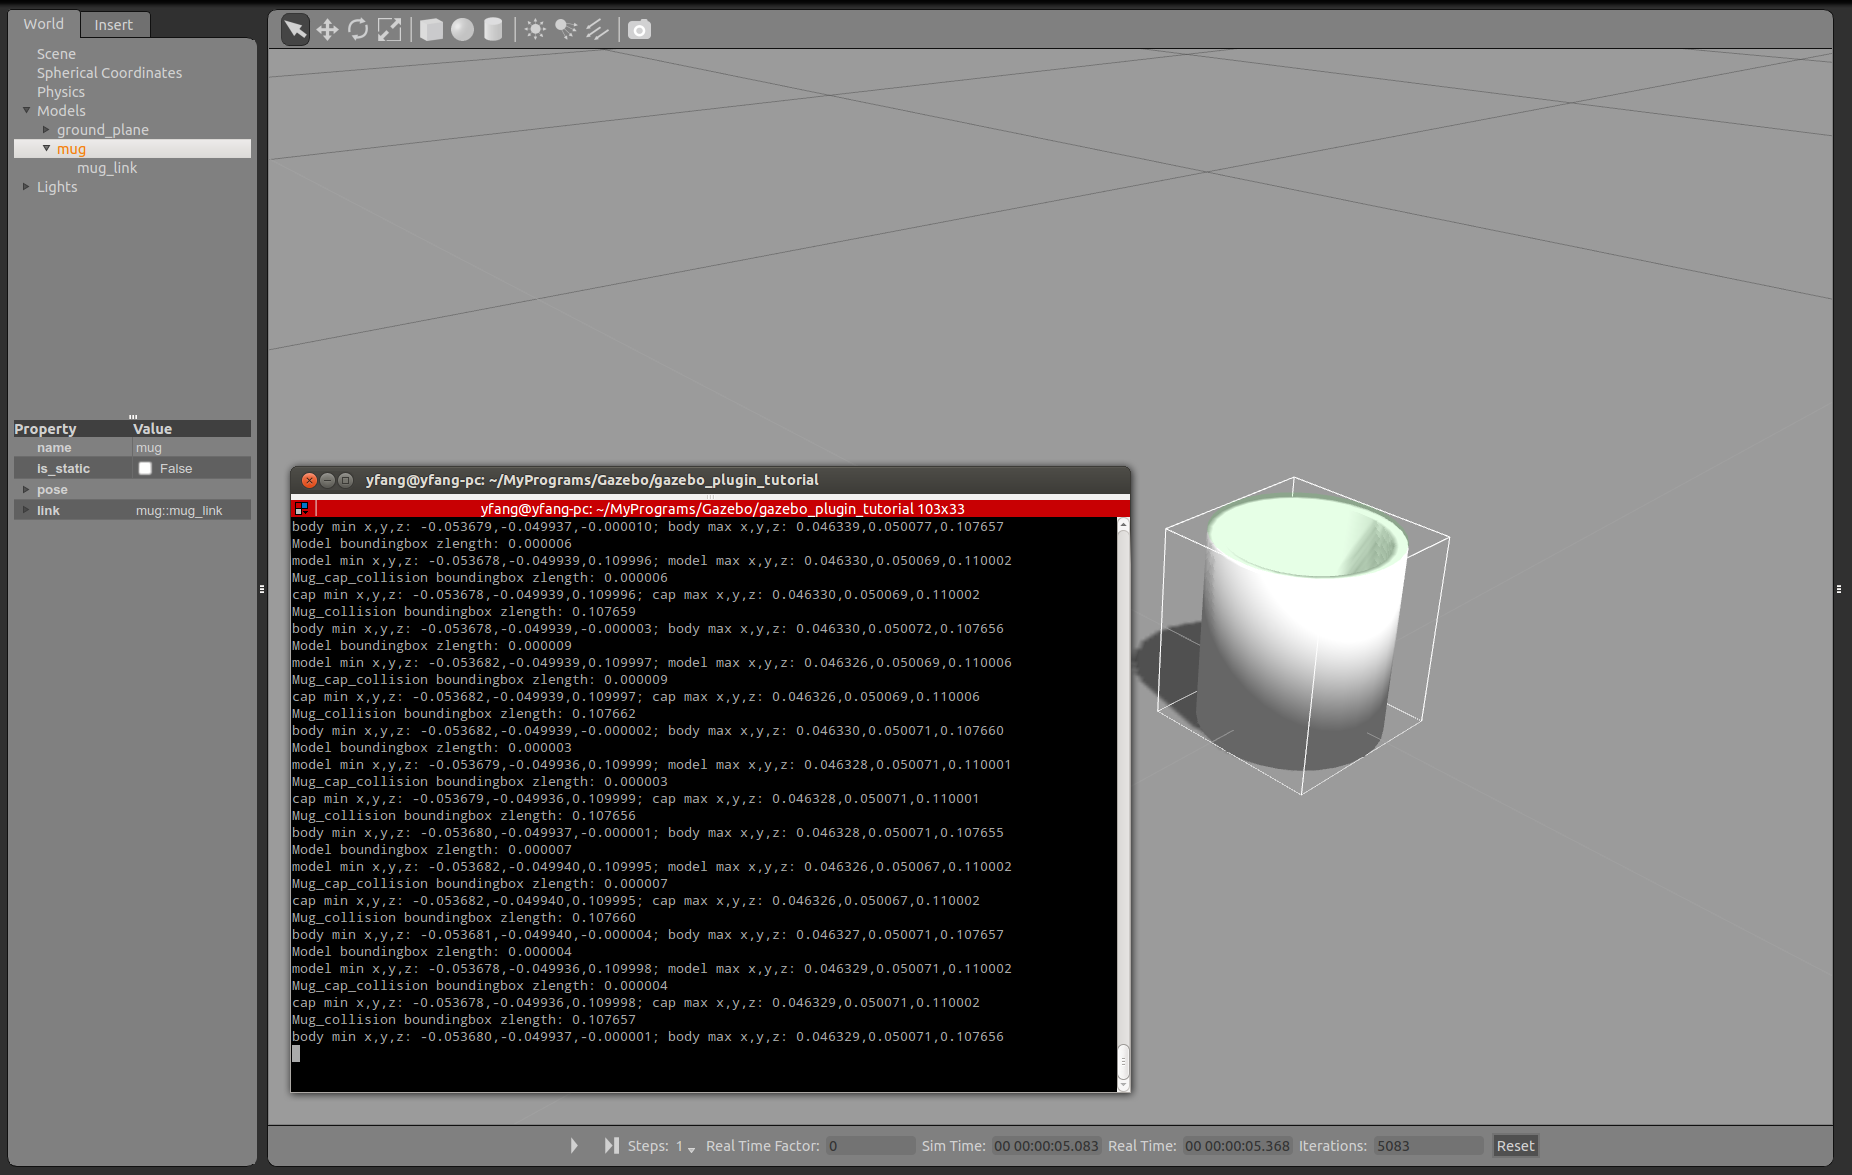 World Insert
Scene
Spherical Coordinates
Physics
Models
ground_plane
mug
mug_link
Lights
Property Value
name mug
is_static False
pose
link mug::mug_link
yfang@yfang-pc: ~/MyPrograms/Gazebo/gazebo_plugin_tutorial
yfang@yfang-pc: ~/MyPrograms/Gazebo/gazebo_plugin_tutorial 103x33
body min x,y,z: -0.053679,-0.049937,-0.000010; body max x,y,z: 0.046339,0.050077,0.107657
Model boundingbox zlength: 0.000006
model min x,y,z: -0.053678,-0.049939,0.109996; model max x,y,z: 0.046330,0.050069,0.110002
Mug_cap_collision boundingbox zlength: 0.000006
cap min x,y,z: -0.053678,-0.049939,0.109996; cap max x,y,z: 0.046330,0.050069,0.110002
Mug_collision boundingbox zlength: 0.107659
body min x,y,z: -0.053678,-0.049939,-0.000003; body max x,y,z: 0.046330,0.050072,0.107656
Model boundingbox zlength: 0.000009
model min x,y,z: -0.053682,-0.049939,0.109997; model max x,y,z: 0.046326,0.050069,0.110006
Mug_cap_collision boundingbox zlength: 0.000009
cap min x,y,z: -0.053682,-0.049939,0.109997; cap max x,y,z: 0.046326,0.050069,0.110006
Mug_collision boundingbox zlength: 0.107662
body min x,y,z: -0.053682,-0.049939,-0.000002; body max x,y,z: 0.046330,0.050071,0.107660
Model boundingbox zlength: 0.000003
model min x,y,z: -0.053679,-0.049936,0.109999; model max x,y,z: 0.046328,0.050071,0.110001
Mug_cap_collision boundingbox zlength: 0.000003
cap min x,y,z: -0.053679,-0.049936,0.109999; cap max x,y,z: 0.046328,0.050071,0.110001
Mug_collision boundingbox zlength: 0.107656
body min x,y,z: -0.053680,-0.049937,-0.000001; body max x,y,z: 0.046328,0.050071,0.107655
Model boundingbox zlength: 0.000007
model min x,y,z: -0.053682,-0.049940,0.109995; model max x,y,z: 0.046326,0.050067,0.110002
Mug_cap_collision boundingbox zlength: 0.000007
cap min x,y,z: -0.053682,-0.049940,0.109995; cap max x,y,z: 0.046326,0.050067,0.110002
Mug_collision boundingbox zlength: 0.107660
body min x,y,z: -0.053681,-0.049940,-0.000004; body max x,y,z: 0.046327,0.050071,0.107657
Model boundingbox zlength: 0.000004
model min x,y,z: -0.053678,-0.049936,0.109998; model max x,y,z: 0.046329,0.050071,0.110002
Mug_cap_collision boundingbox zlength: 0.000004
cap min x,y,z: -0.053678,-0.049936,0.109998; cap max x,y,z: 0.046329,0.050071,0.110002
Mug_collision boundingbox zlength: 0.107657
body min x,y,z: -0.053680,-0.049937,-0.000001; body max x,y,z: 0.046329,0.050071,0.107656
Steps: 1 Real Time Factor: 0 Sim Time: 00 00:00:05.083 Real Time: 00 00:00:05.368 Iterations: 5083 Reset